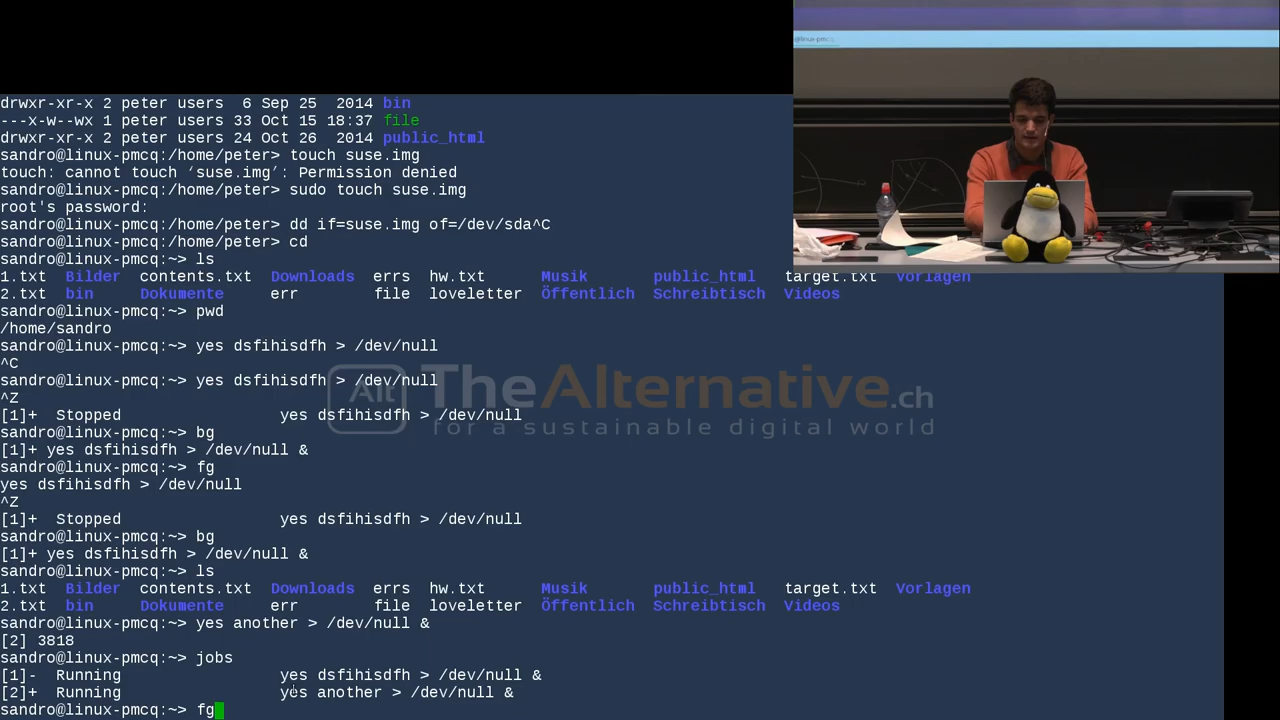 @linux-pmcq
drwxr-xr-x 2 peter users  6 Sep 25  2014 bin
---x-w--wx 1 peter users 33 Oct 15 18:37 file
drwxr-xr-x 2 peter users 24 Oct 26  2014 public_html
sandro@linux-pmcq:/home/peter> touch suse.img
touch: cannot touch ‘suse.img’: Permission denied
sandro@linux-pmcq:/home/peter> sudo touch suse.img
root's password:
sandro@linux-pmcq:/home/peter> dd if=suse.img of=/dev/sda^C
sandro@linux-pmcq:/home/peter> cd
sandro@linux-pmcq:~> ls
1.txt  Bilder  contents.txt  Downloads  errs  hw.txt      Musik       public_html   target.txt  Vorlagen
2.txt  bin     Dokumente     err        file  loveletter  Öffentlich  Schreibtisch  Videos
sandro@linux-pmcq:~> pwd
/home/sandro
sandro@linux-pmcq:~> yes dsfihisdfh > /dev/null
^C
sandro@linux-pmcq:~> yes dsfihisdfh > /dev/null
^Z
[1]+  Stopped                 yes dsfihisdfh > /dev/null
sandro@linux-pmcq:~> bg
[1]+ yes dsfihisdfh > /dev/null &
sandro@linux-pmcq:~> fg
yes dsfihisdfh > /dev/null
^Z
[1]+  Stopped                 yes dsfihisdfh > /dev/null
sandro@linux-pmcq:~> bg
[1]+ yes dsfihisdfh > /dev/null &
sandro@linux-pmcq:~> ls
1.txt  Bilder  contents.txt  Downloads  errs  hw.txt      Musik       public_html   target.txt  Vorlagen
2.txt  bin     Dokumente     err        file  loveletter  Öffentlich  Schreibtisch  Videos
sandro@linux-pmcq:~> yes another > /dev/null &
[2] 3818
sandro@linux-pmcq:~> jobs
[1]-  Running                 yes dsfihisdfh > /dev/null &
[2]+  Running                 yes another > /dev/null &
sandro@linux-pmcq:~> fg
Alt TheAlternative.ch
for a sustainable digital world